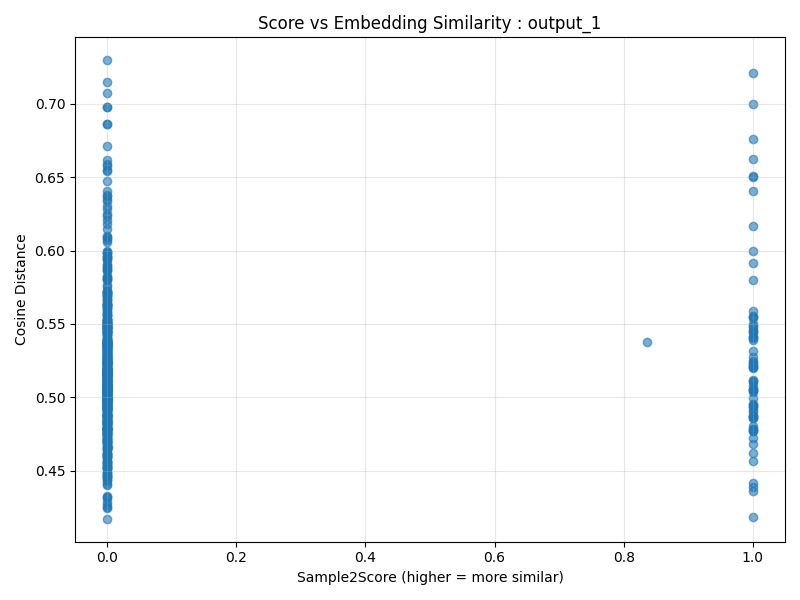 Score vs Embedding Similarity : output_1
Cosine Distance
0.70
0.65
0.60
0.55
0.50
0.45
0.0 0.2 0.4 0.6 0.8 1.0
Sample2Score (higher = more similar)